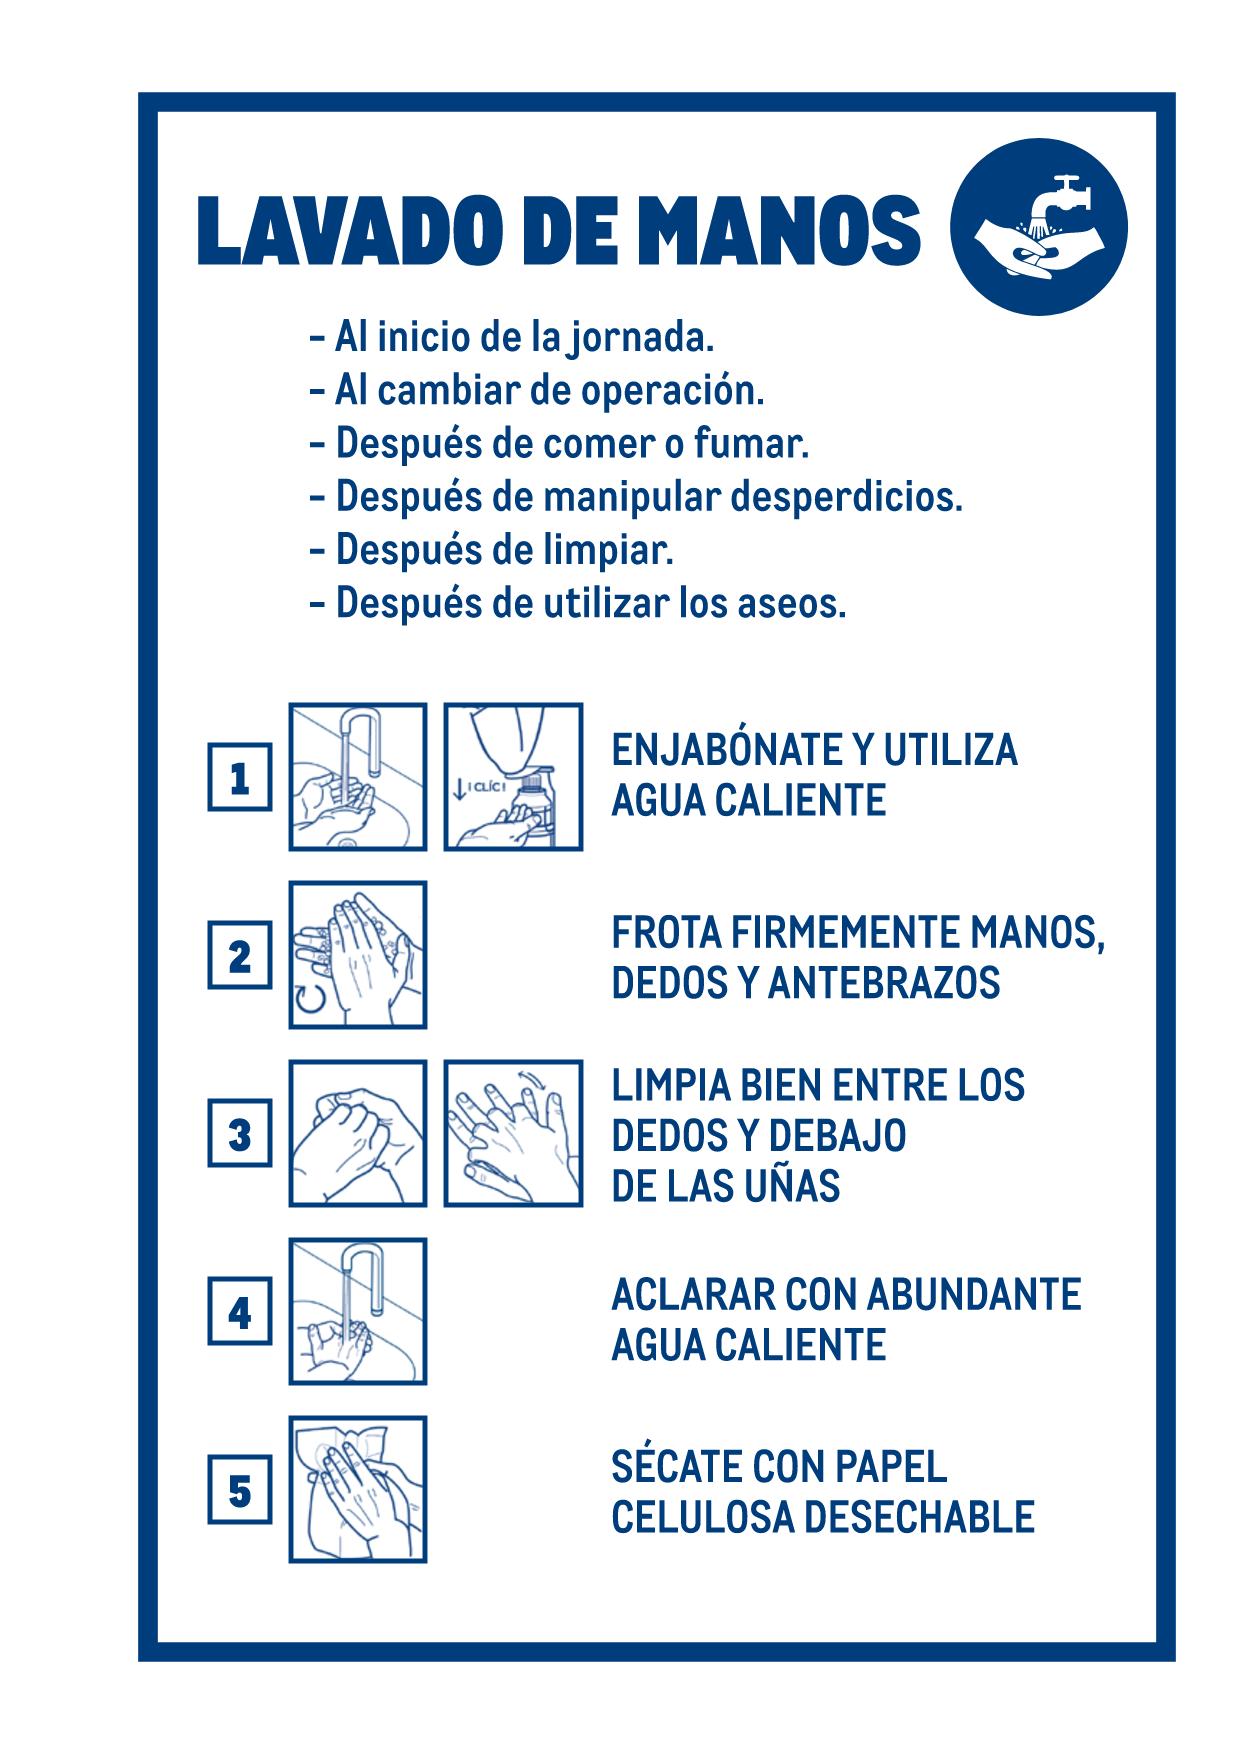 LAVADO DE MANOS
- Al inicio de la jornada.
- Al cambiar de operación.
- Después de comer o fumar.
- Después de manipular desperdicios.
- Después de limpiar.
- Después de utilizar los aseos.
1
¡CLÍC!
ENJABÓNATE Y UTILIZA
AGUA CALIENTE
2
FROTA FIRMEMENTE MANOS,
DEDOS Y ANTEBRAZOS
3
LIMPIA BIEN ENTRE LOS
DEDOS Y DEBAJO
DE LAS UÑAS
4
ACLARAR CON ABUNDANTE
AGUA CALIENTE
5
SÉCATE CON PAPEL
CELULOSA DESECHABLE